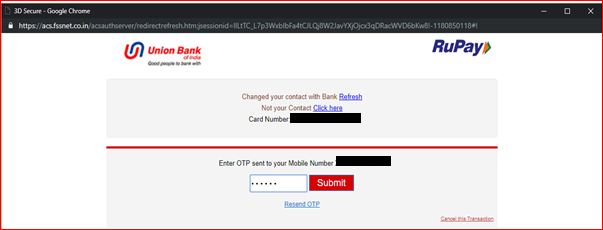 3D Secure - Google Chrome
https://acs.fssnet.co.in/acsauthserver/redirectrefresh.htm;jsessionid=
Union Bank
of India
Good people to bank with
RuPay
Changed your contact with Bank Refresh
Not your Contact Click here
Card Number:
Enter OTP sent to your Mobile Number
Submit
Resend OTP
Cancel this Transaction